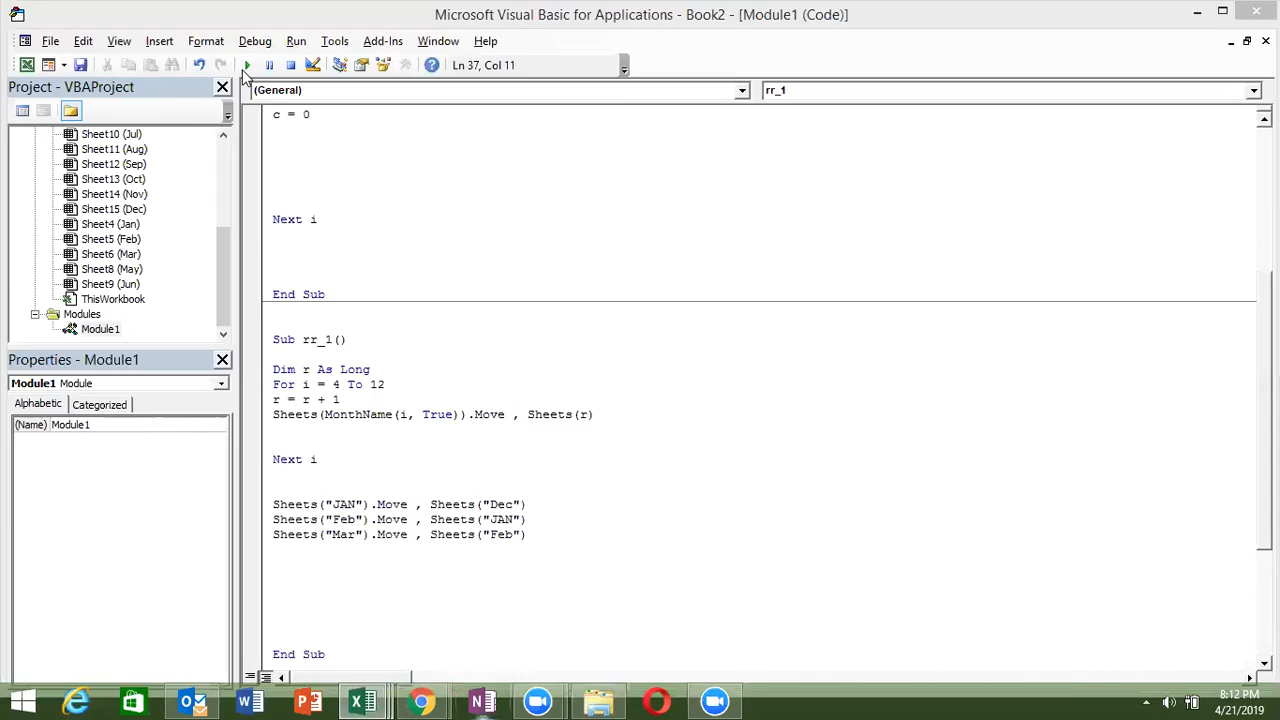 Microsoft Visual Basic for Applications - Book2 - [Module1 (Code)]
File Edit View Insert Format Debug Run Tools Add-Ins Window Help
Ln 37, Col 11
Project - VBAProject
(General)
rr_1
Sheet10 (Jul)
Sheet11 (Aug)
Sheet12 (Sep)
Sheet13 (Oct)
Sheet14 (Nov)
Sheet15 (Dec)
Sheet4 (Jan)
Sheet5 (Feb)
Sheet6 (Mar)
Sheet8 (May)
Sheet9 (Jun)
ThisWorkbook
Modules
Module1
Properties - Module1
Module1 Module
Alphabetic Categorized
(Name) Module1
c = 0
Next i
End Sub
Sub rr_1()
Dim r As Long
For i = 4 To 12
r = r + 1
Sheets(MonthName(i, True)).Move , Sheets(r)
Next i
Sheets("JAN").Move , Sheets("Dec")
Sheets("Feb").Move , Sheets("JAN")
Sheets("Mar").Move , Sheets("Feb")
End Sub
8:12 PM
4/21/2019